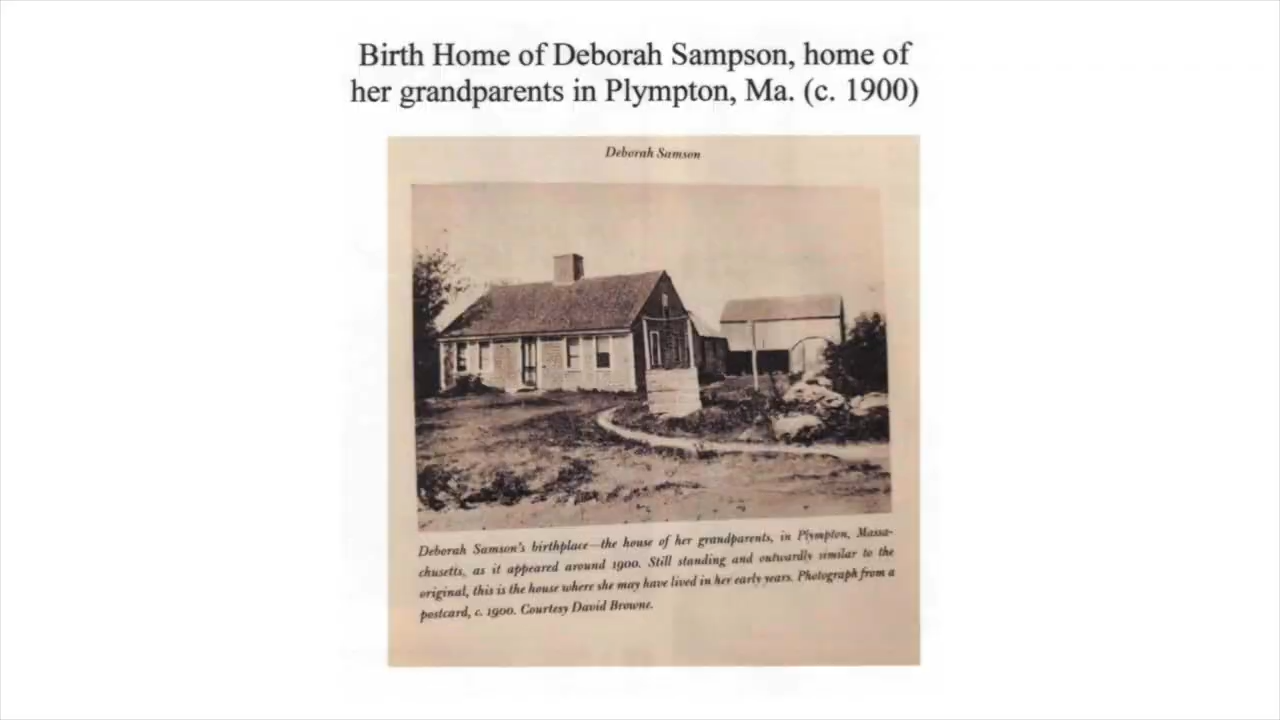 Birth Home of Deborah Sampson, home of
her grandparents in Plympton, Ma. (c. 1900)
Deborah Samson
Deborah Samson's birthplace—the house of her grandparents, in Plympton, Massa-
chusetts, as it appeared around 1900. Still standing and outwardly similar to the
original, this is the house where she may have lived in her early years. Photograph from a
postcard, c. 1900. Courtesy David Browne.